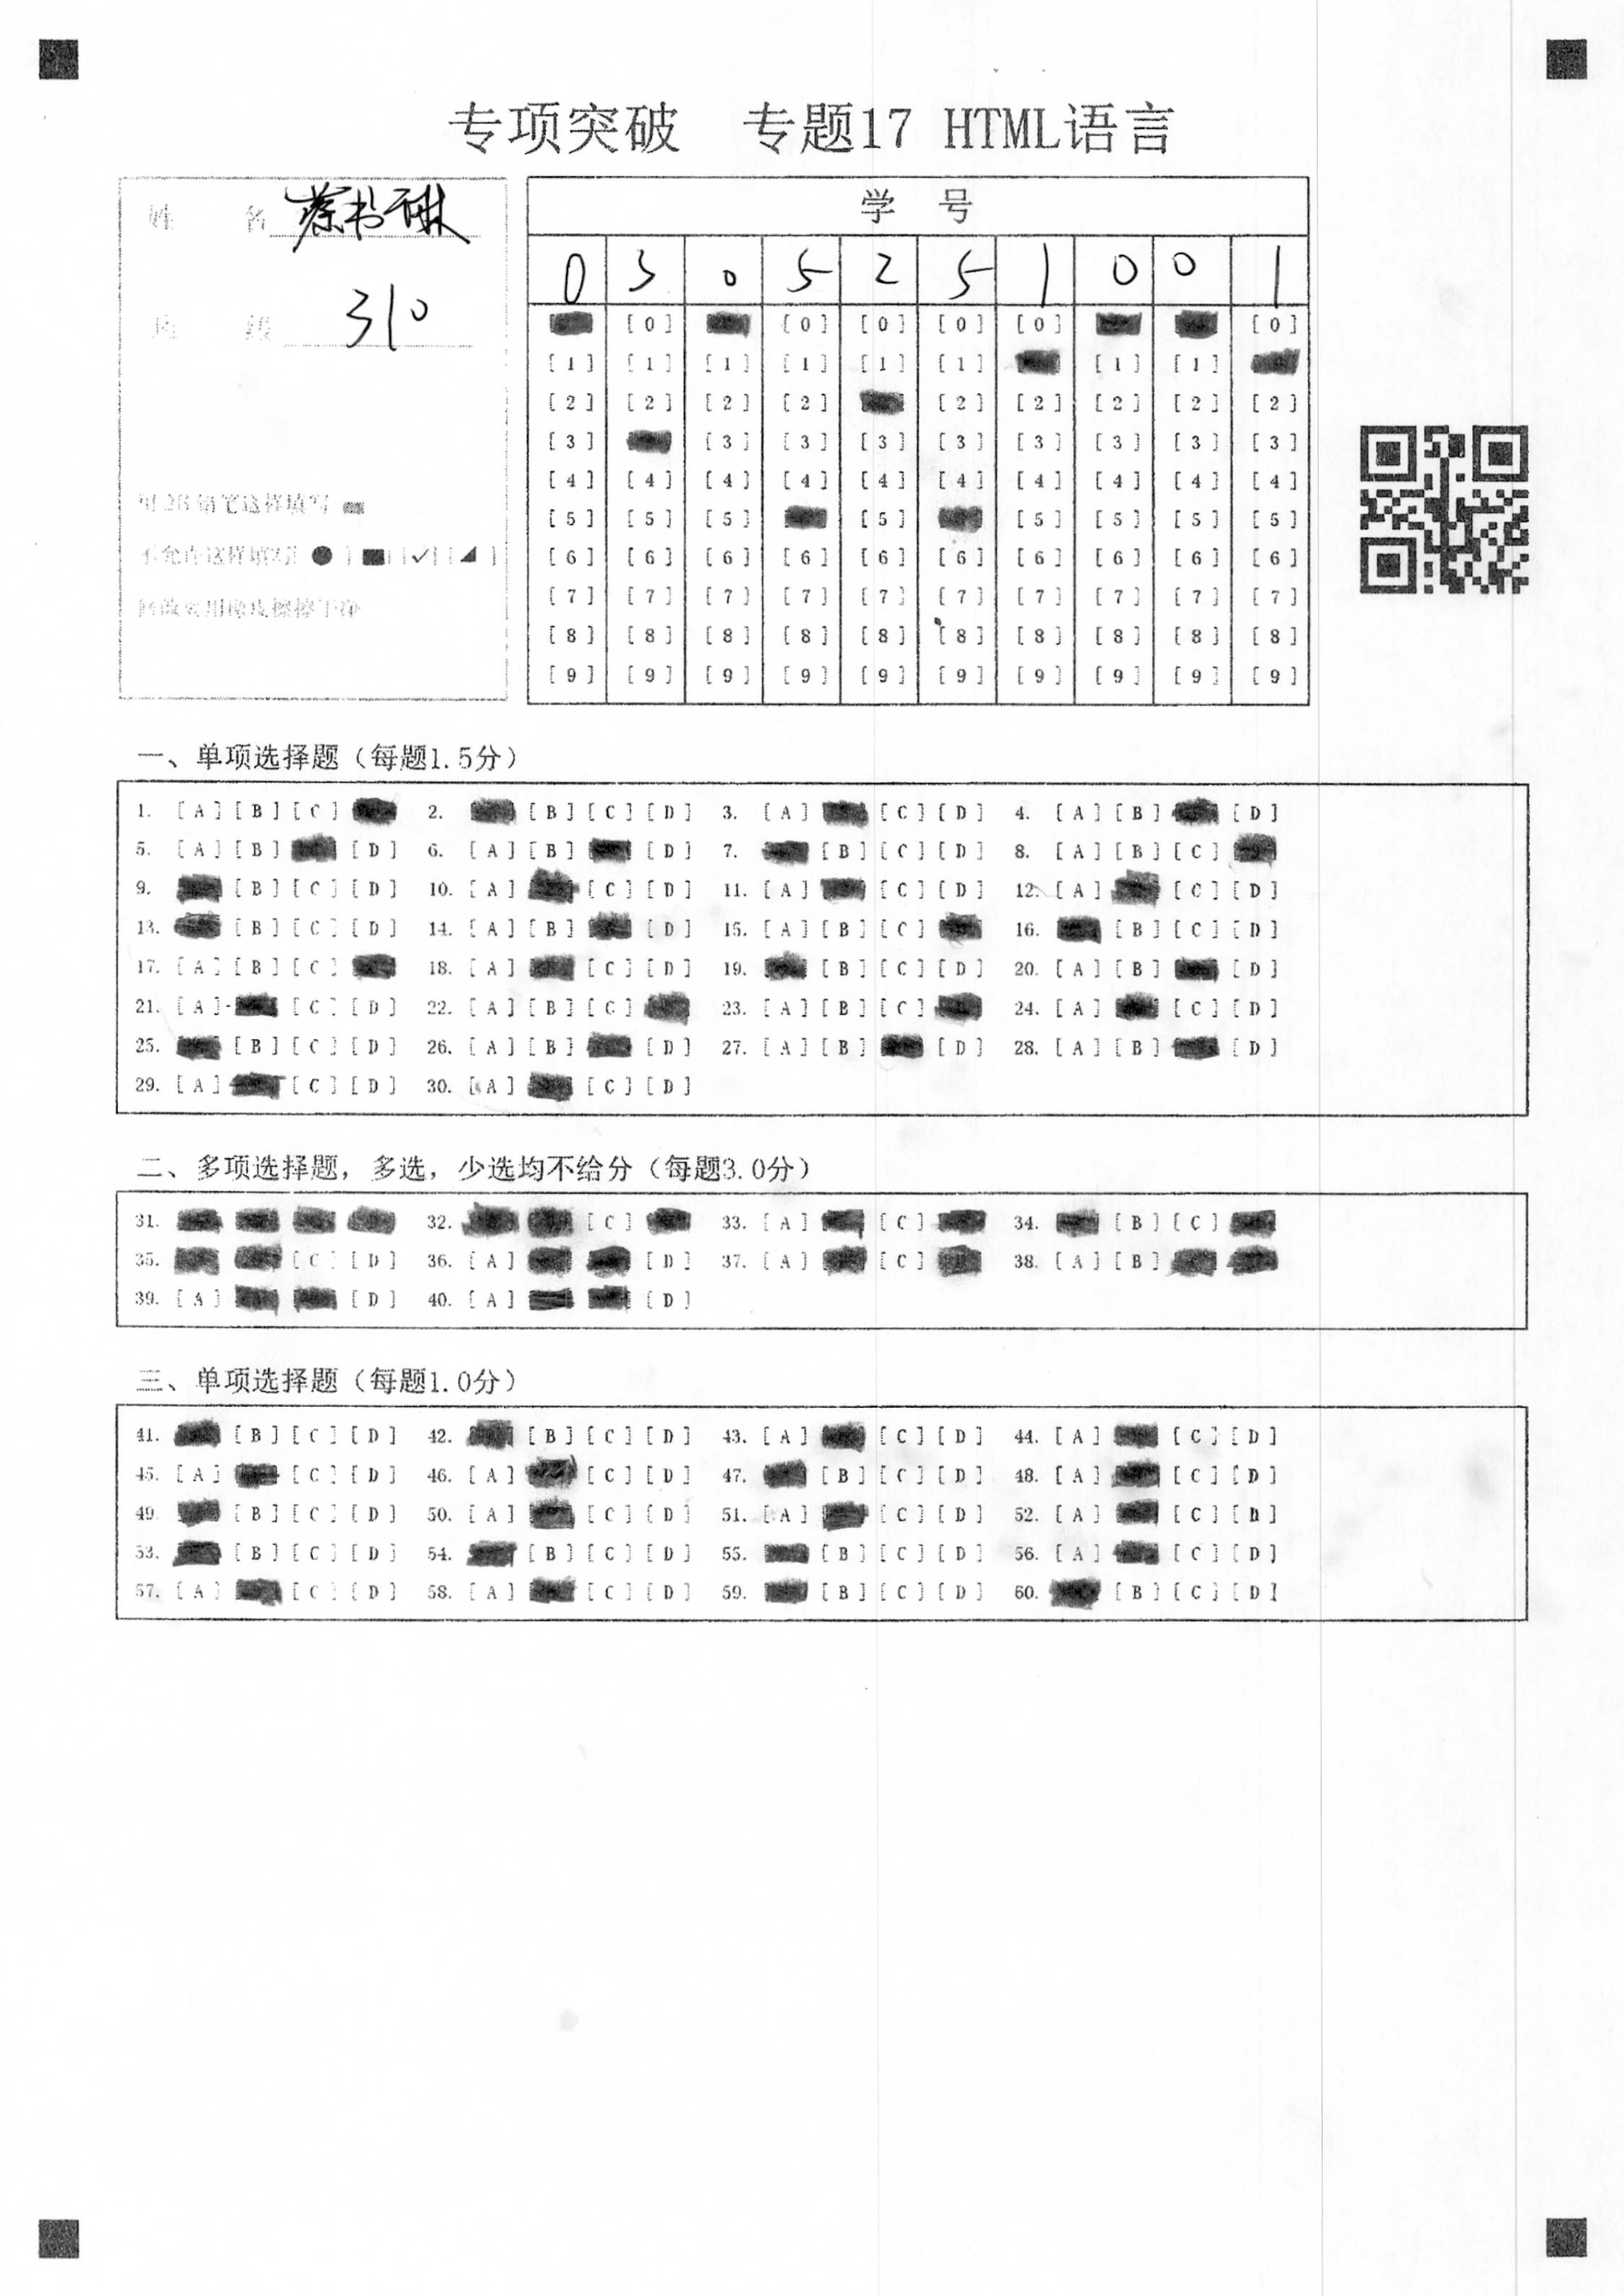 专项突破 专题17 HTML语言
姓 名 蔡书琳
310
学 号
0 3 0 5 2 5 1 0 0 1
[0] [0] [0] [0] [0] [0]
[1] [1] [1] [1] [1] [1] [1] [1]
[2] [2] [2] [2] [2] [2] [2] [2] [2]
[3] [3] [3] [3] [3] [3] [3] [3] [3]
[4] [4] [4] [4] [4] [4] [4] [4] [4] [4]
[5] [5] [5] [5] [5] [5] [5] [5]
[6] [6] [6] [6] [6] [6] [6] [6] [6] [6]
[7] [7] [7] [7] [7] [7] [7] [7] [7] [7]
[8] [8] [8] [8] [8] [8] [8] [8] [8] [8]
[9] [9] [9] [9] [9] [9] [9] [9] [9] [9]
用2B铅笔这样填写
不允许这样填写[●] [■] [✓] [◢]
修改要用橡皮擦擦干净
一、单项选择题（每题1.5分）
1. [A] [B] [C] 2. [B] [C] [D] 3. [A] [C] [D] 4. [A] [B] [D]
5. [A] [B] [D] 6. [A] [B] [D] 7. [B] [C] [D] 8. [A] [B] [C]
9. [B] [C] [D] 10. [A] [C] [D] 11. [A] [C] [D] 12. [A] [C] [D]
13. [B] [C] [D] 14. [A] [B] [D] 15. [A] [B] [C] 16. [B] [C] [D]
17. [A] [B] [C] 18. [A] [C] [D] 19. [B] [C] [D] 20. [A] [B] [D]
21. [A] [C] [D] 22. [A] [B] [C] 23. [A] [B] [C] 24. [A] [C] [D]
25. [B] [C] [D] 26. [A] [B] [D] 27. [A] [B] [D] 28. [A] [B] [D]
29. [A] [C] [D] 30. [A] [C] [D]
二、多项选择题，多选，少选均不给分（每题3.0分）
31. 32. [C] 33. [A] [C] 34. [B] [C]
35. [C] [D] 36. [A] [D] 37. [A] [C] 38. [A] [B]
39. [A] [D] 40. [A] [D]
三、单项选择题（每题1.0分）
41. [B] [C] [D] 42. [B] [C] [D] 43. [A] [C] [D] 44. [A] [C] [D]
45. [A] [C] [D] 46. [A] [C] [D] 47. [B] [C] [D] 48. [A] [C] [D]
49. [B] [C] [D] 50. [A] [C] [D] 51. [A] [C] [D] 52. [A] [C] [D]
53. [B] [C] [D] 54. [B] [C] [D] 55. [B] [C] [D] 56. [A] [C] [D]
57. [A] [C] [D] 58. [A] [C] [D] 59. [B] [C] [D] 60. [B] [C] [D]